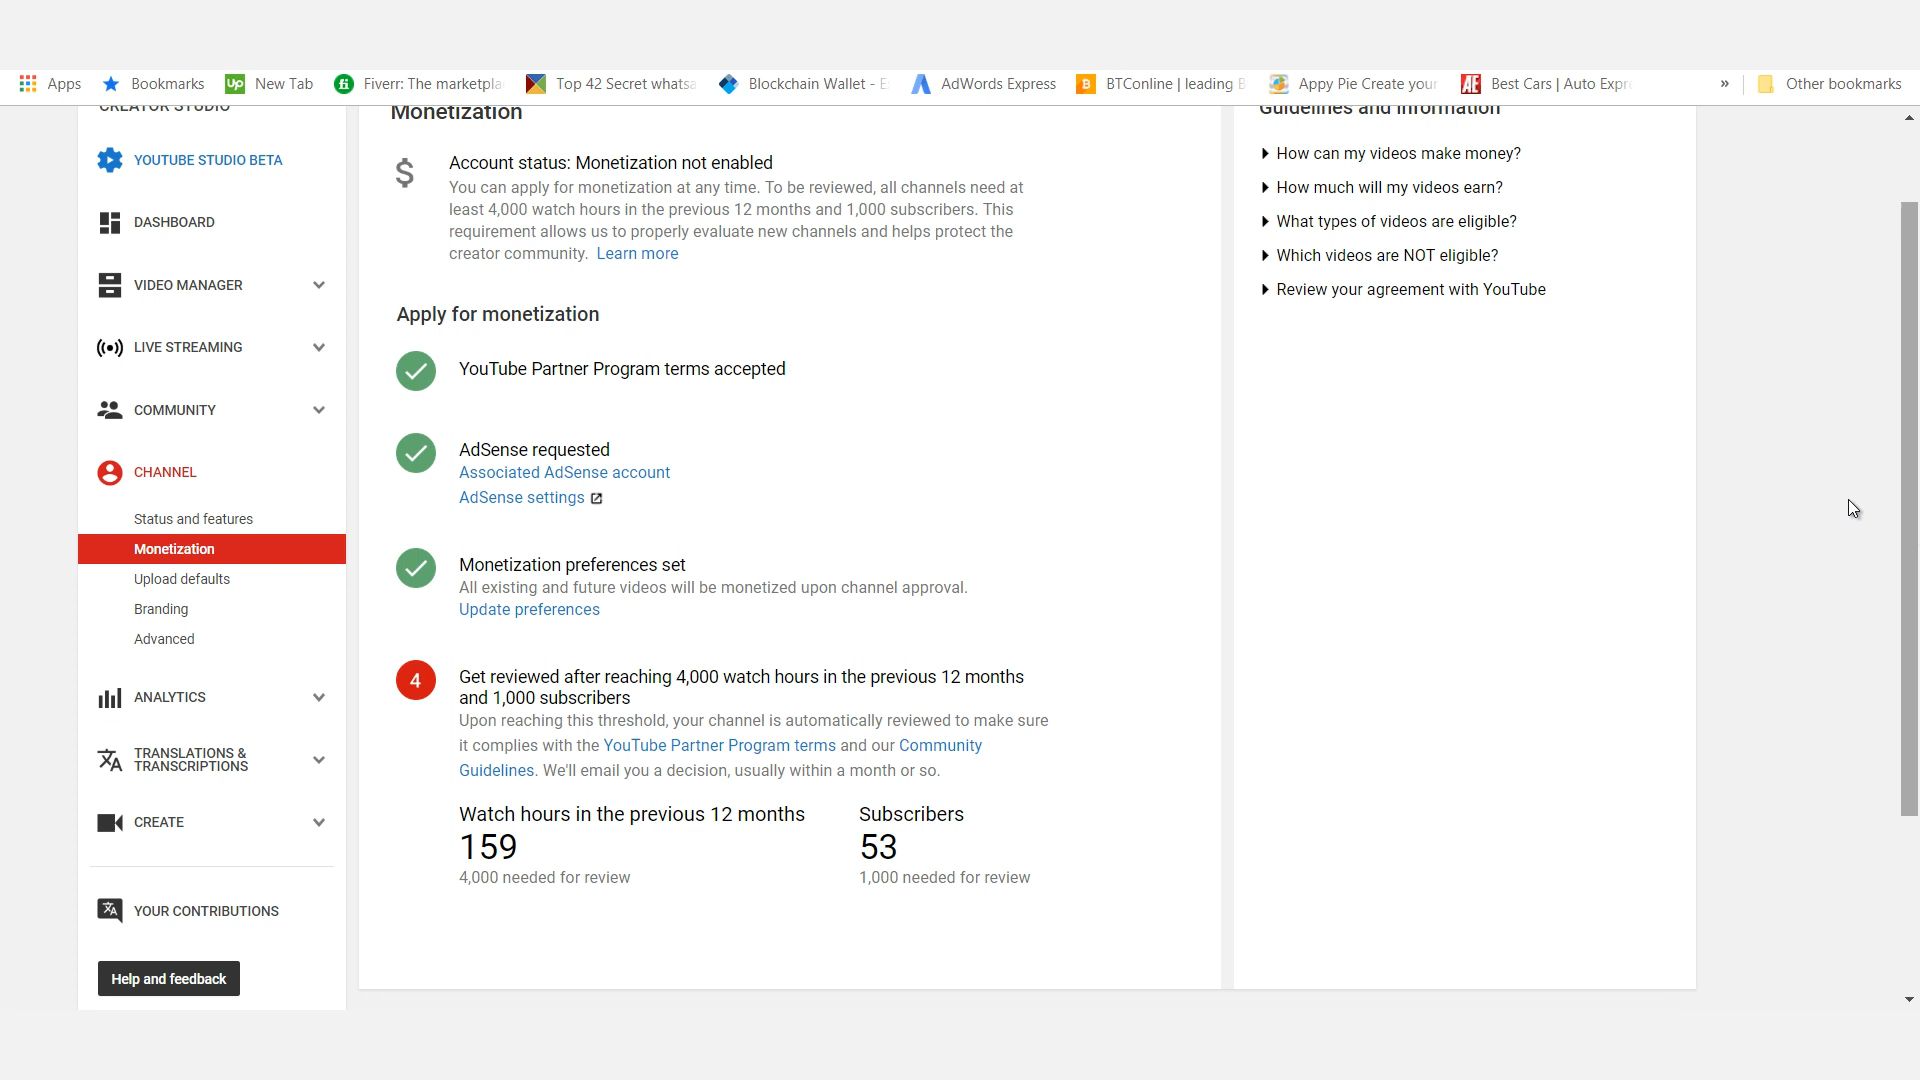 Apps
Bookmarks
New Tab
Fiverr: The marketpla
Top 42 Secret whatsa
Blockchain Wallet - E
AdWords Express
BTConline | leading B
Appy Pie Create your
Best Cars | Auto Expre
»
Other bookmarks
CREATOR STUDIO
YOUTUBE STUDIO BETA
DASHBOARD
VIDEO MANAGER
LIVE STREAMING
COMMUNITY
CHANNEL
Status and features
Monetization
Upload defaults
Branding
Advanced
ANALYTICS
TRANSLATIONS &
TRANSCRIPTIONS
CREATE
YOUR CONTRIBUTIONS
Help and feedback
Monetization
Account status: Monetization not enabled
You can apply for monetization at any time. To be reviewed, all channels need at
least 4,000 watch hours in the previous 12 months and 1,000 subscribers. This
requirement allows us to properly evaluate new channels and helps protect the
creator community. Learn more
Apply for monetization
YouTube Partner Program terms accepted
AdSense requested
Associated AdSense account
AdSense settings
Monetization preferences set
All existing and future videos will be monetized upon channel approval.
Update preferences
4
Get reviewed after reaching 4,000 watch hours in the previous 12 months
and 1,000 subscribers
Upon reaching this threshold, your channel is automatically reviewed to make sure
it complies with the YouTube Partner Program terms and our Community
Guidelines. We'll email you a decision, usually within a month or so.
Watch hours in the previous 12 months
159
4,000 needed for review
Subscribers
53
1,000 needed for review
Guidelines and information
How can my videos make money?
How much will my videos earn?
What types of videos are eligible?
Which videos are NOT eligible?
Review your agreement with YouTube